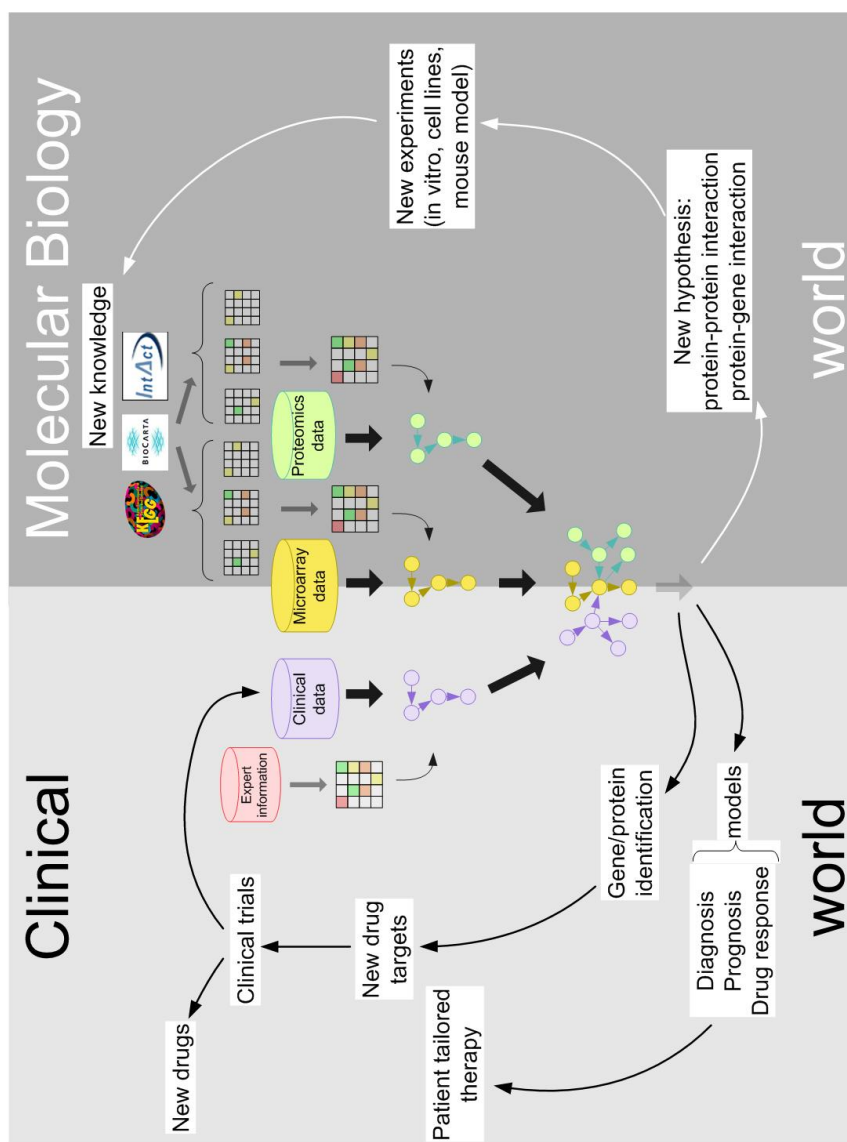 Clinical
Molecular Biology
New knowledge
KEGG
BIOCARTA
IntAct
New drugs
Clinical trials
Expert
information
Clinical
data
Microarray
data
Proteomics
data
New experiments
(in vitro, cell lines,
mouse model)
New drug
targets
Patient tailored
therapy
Gene/protein
identification
models
Diagnosis
Prognosis
Drug response
New hypothesis:
protein-protein interaction
protein-gene interaction
world
world